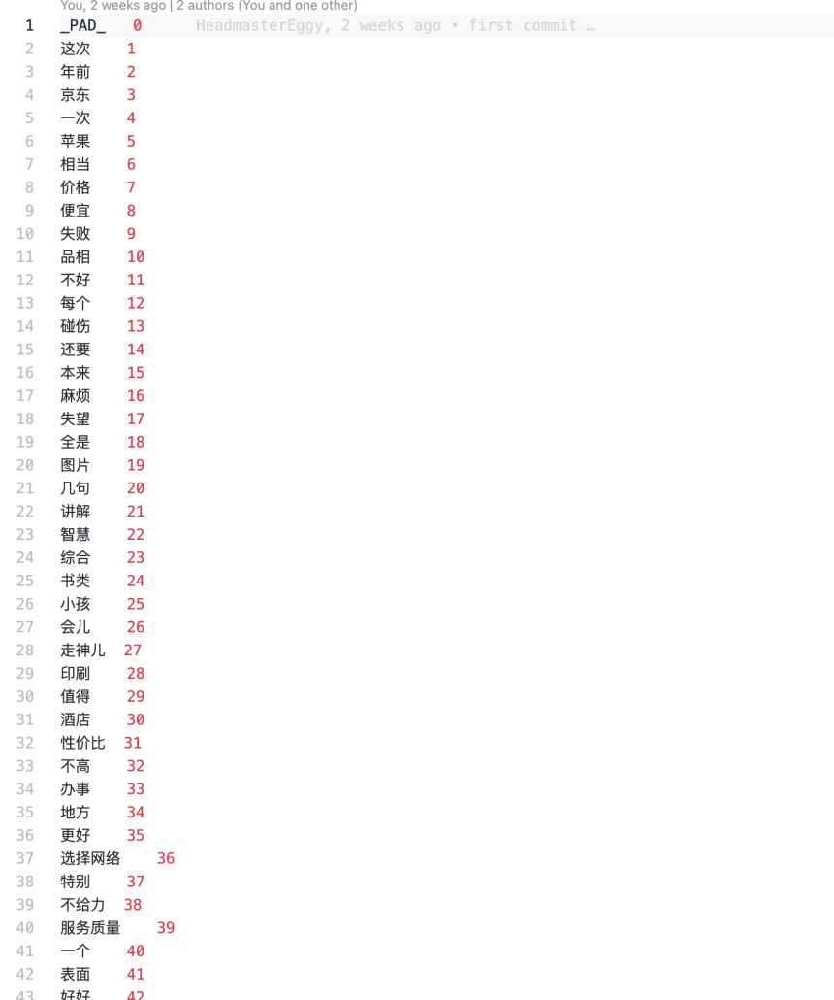 You, 2 weeks ago | 2 authors (You and one other)
1 _PAD_ 0 HeadmasterEggy, 2 weeks ago • first commit …
2 这次 1
3 年前 2
4 京东 3
5 一次 4
6 苹果 5
7 相当 6
8 价格 7
9 便宜 8
10 失败 9
11 品相 10
12 不好 11
13 每个 12
14 碰伤 13
15 还要 14
16 本来 15
17 麻烦 16
18 失望 17
19 全是 18
20 图片 19
21 几句 20
22 讲解 21
23 智慧 22
24 综合 23
25 书类 24
26 小孩 25
27 会儿 26
28 走神儿 27
29 印刷 28
30 值得 29
31 酒店 30
32 性价比 31
33 不高 32
34 办事 33
35 地方 34
36 更好 35
37 选择网络 36
38 特别 37
39 不给力 38
40 服务质量 39
41 一个 40
42 表面 41
43 好好 42